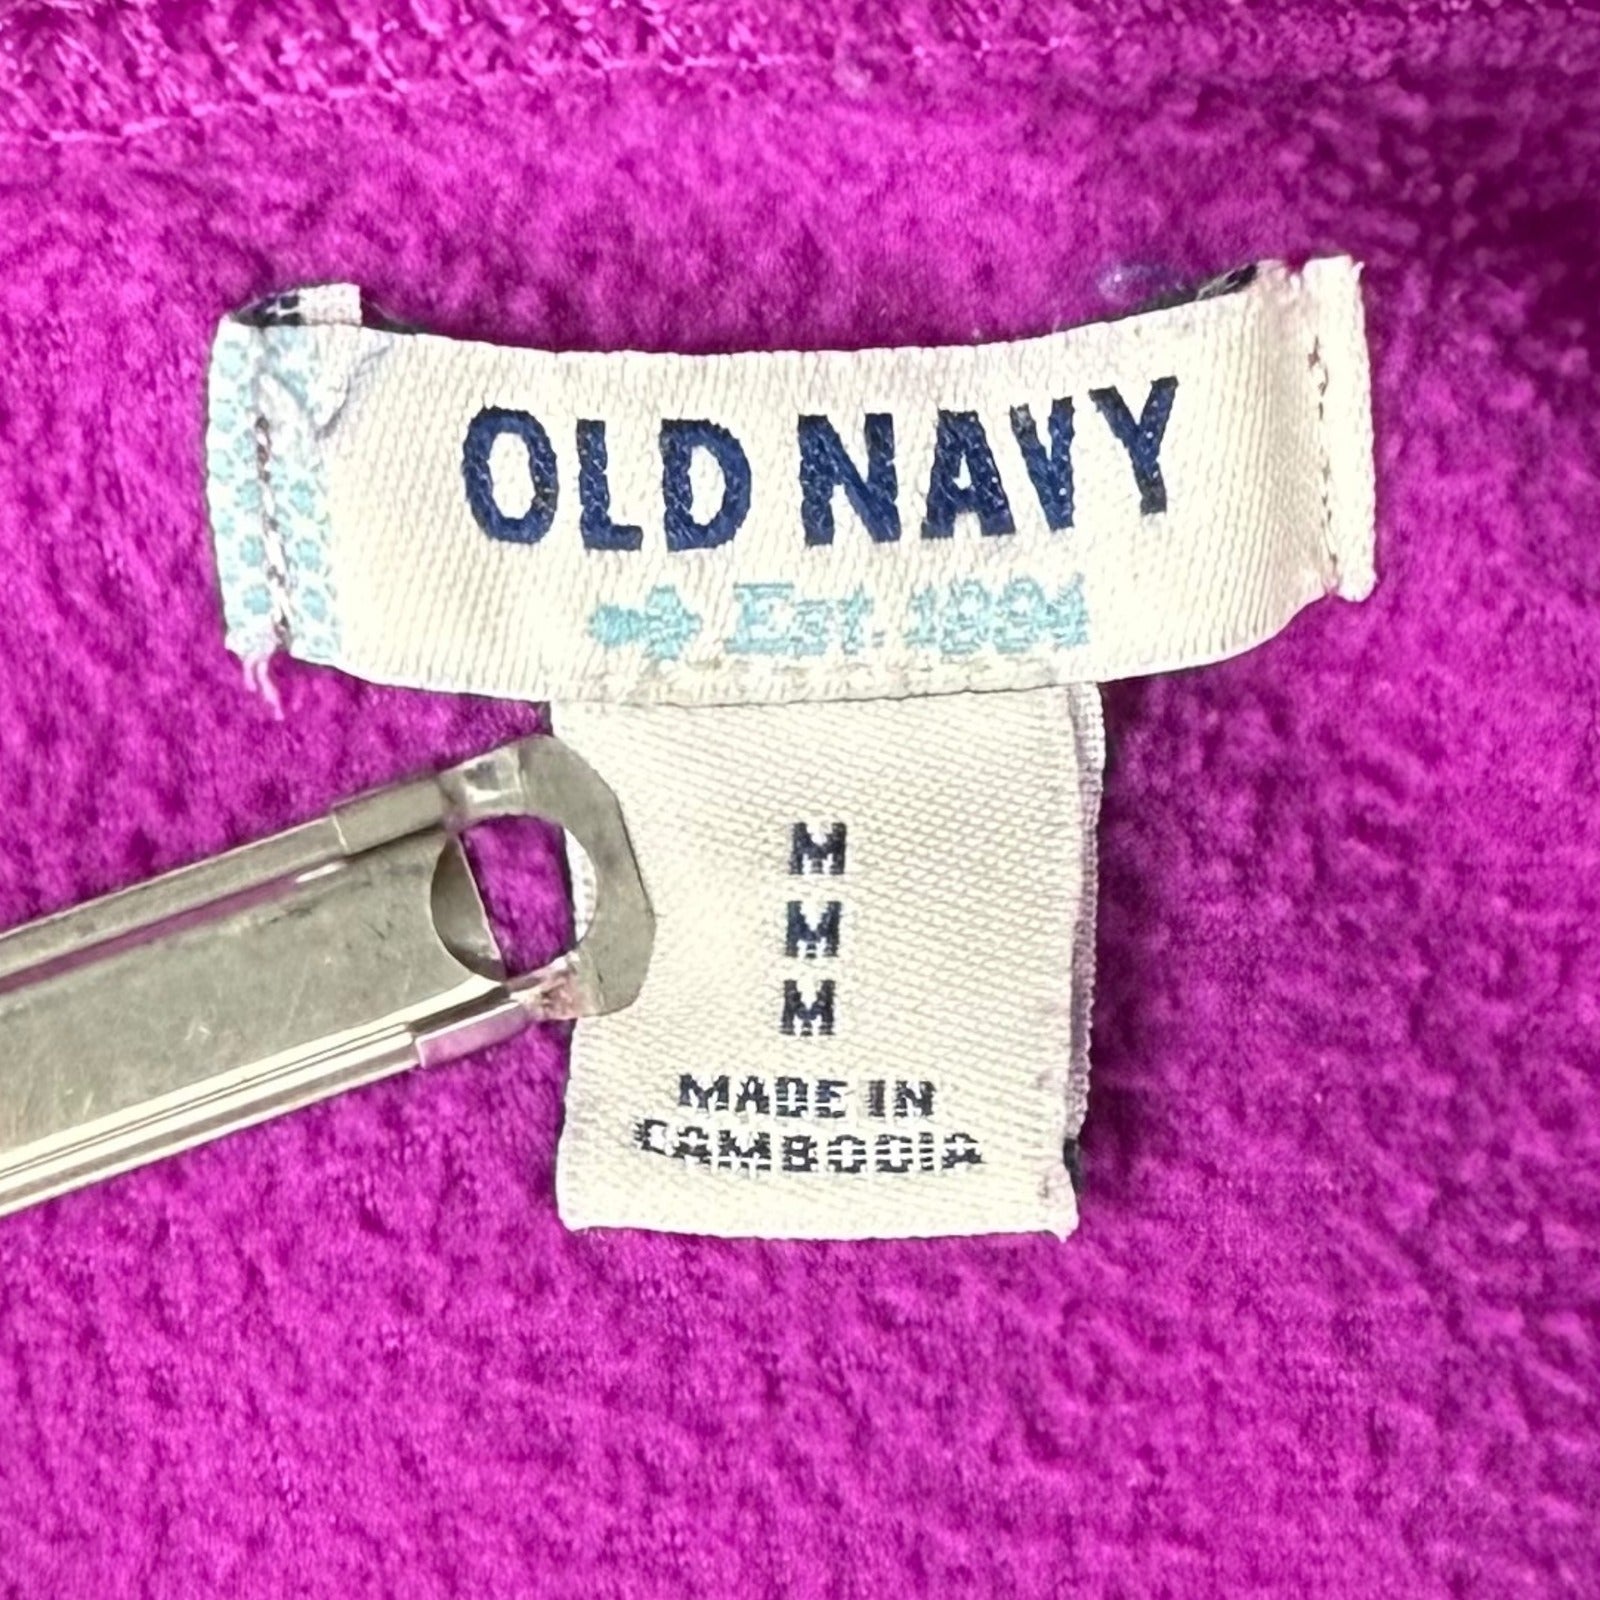 OLD NAVY
Est. 1994
M
M
M
MADE IN
CAMBODIA